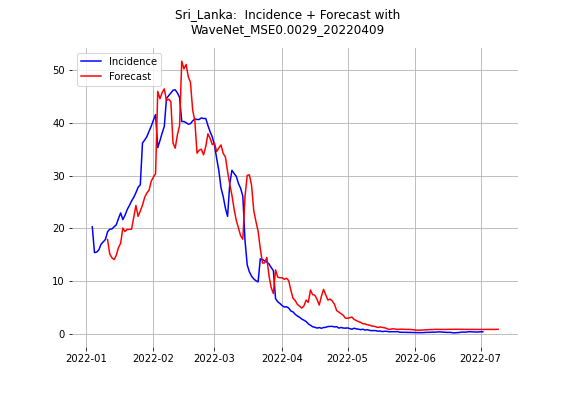 Sri_Lanka:  Incidence + Forecast with
WaveNet_MSE0.0029_20220409
Incidence
Forecast
50
40
30
20
10
0
2022-01 2022-02 2022-03 2022-04 2022-05 2022-06 2022-07